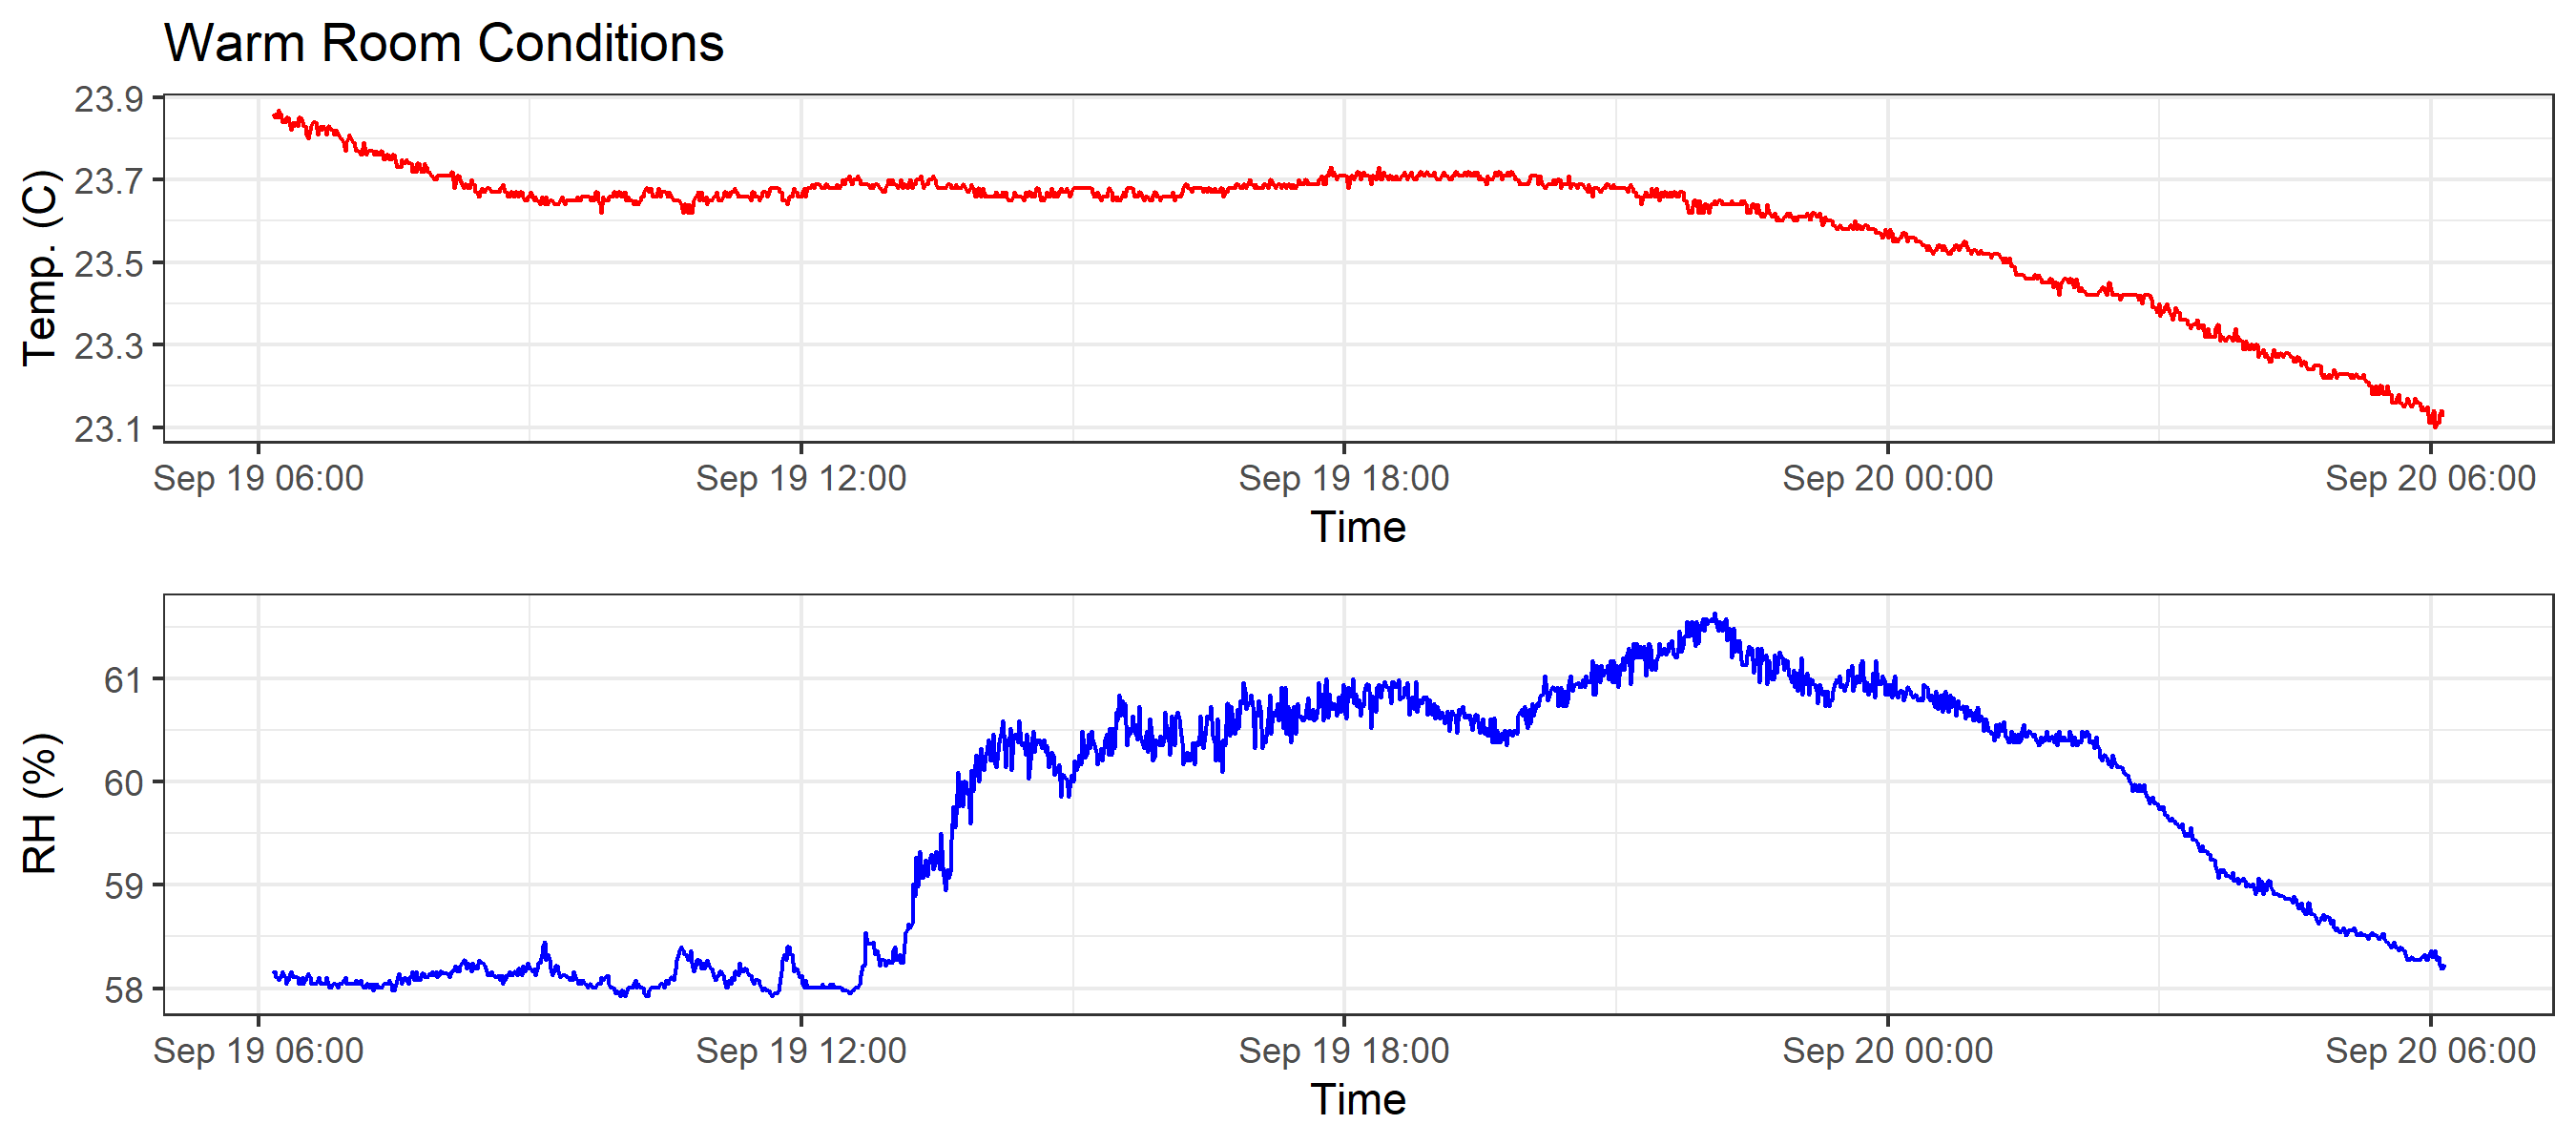 Warm Room Conditions
Temp. (C)
23.9
23.7
23.5
23.3
23.1
Sep 19 06:00 Sep 19 12:00 Sep 19 18:00 Sep 20 00:00 Sep 20 06:00
Time
RH (%)
61
60
59
58
Sep 19 06:00 Sep 19 12:00 Sep 19 18:00 Sep 20 00:00 Sep 20 06:00
Time